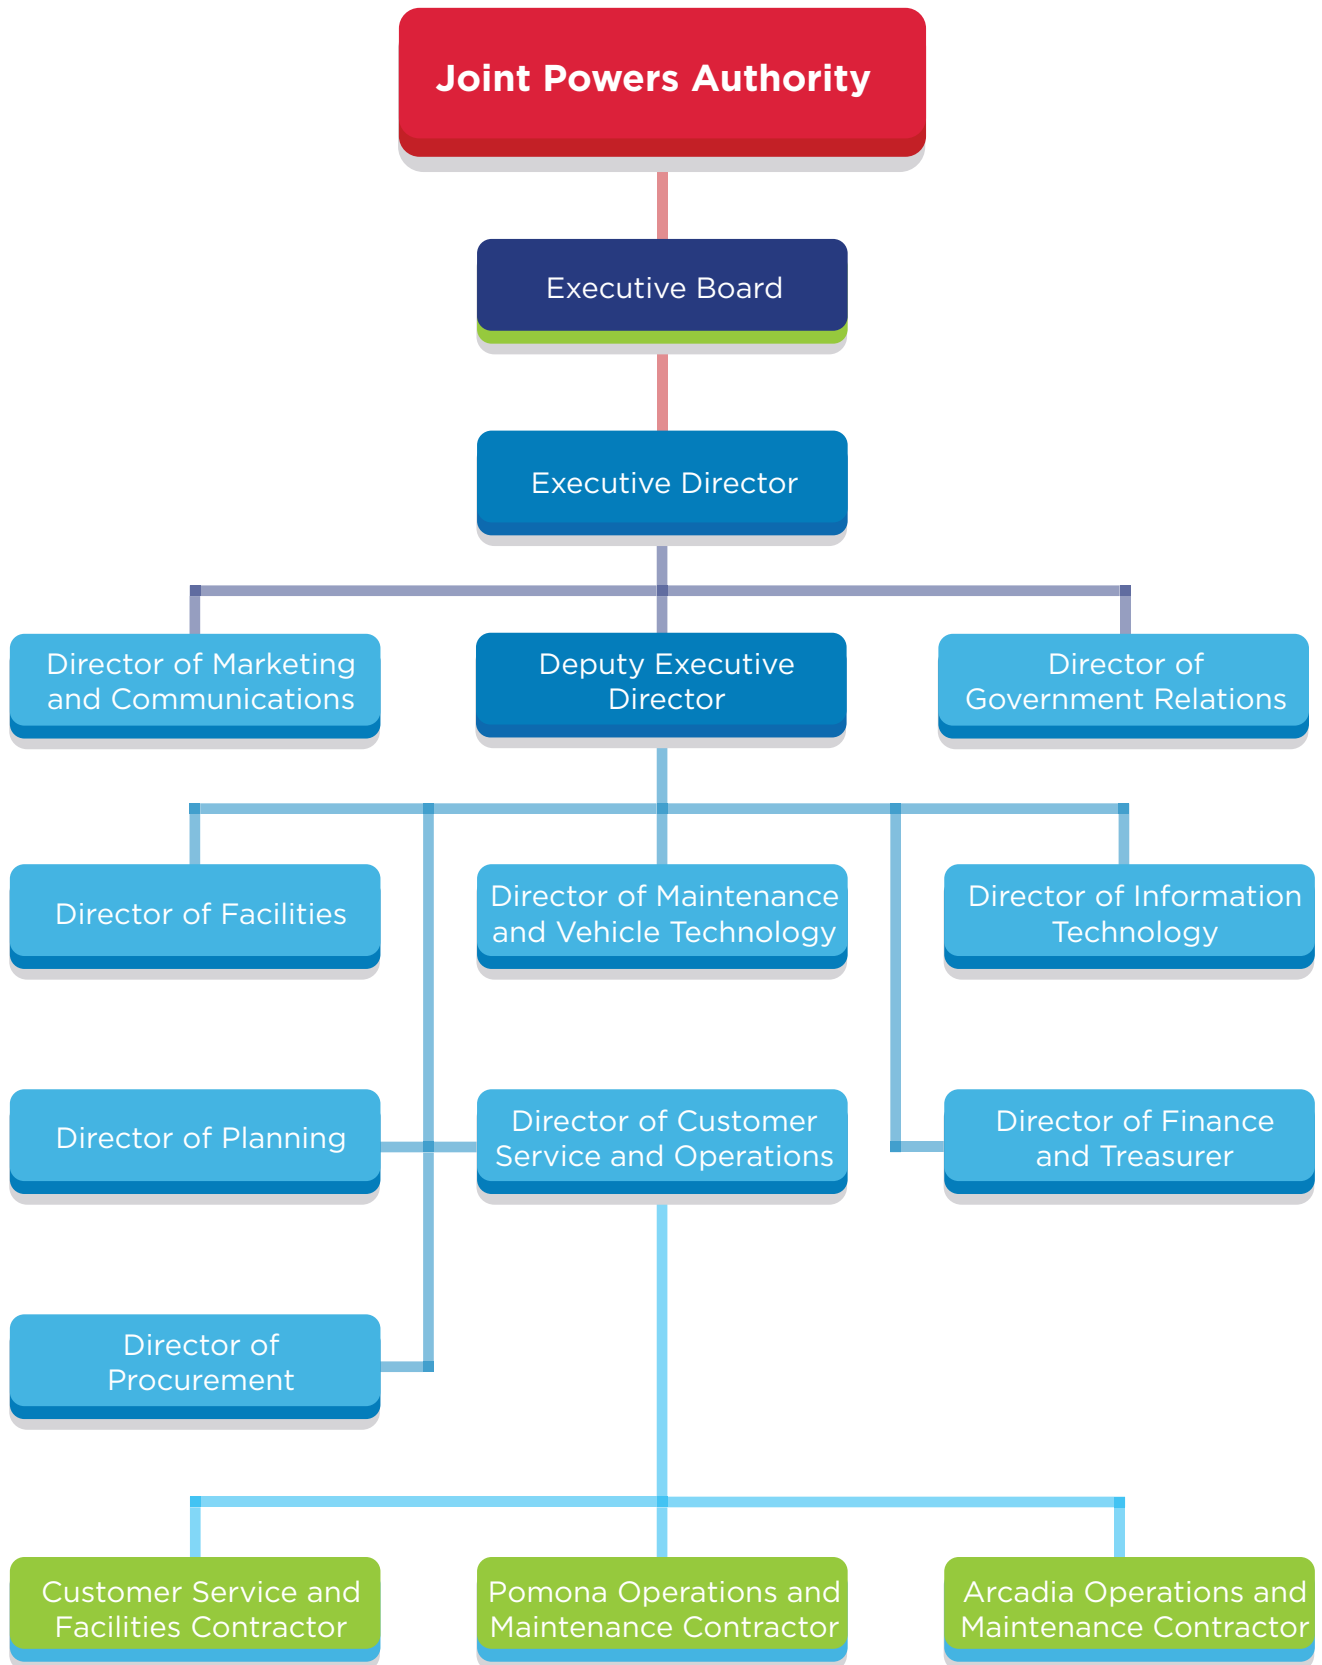 Joint Powers Authority
Executive Board
Executive Director
Director of Marketing
and Communications
Deputy Executive
Director
Director of
Government Relations
Director of Facilities
Director of Maintenance
and Vehicle Technology
Director of Information
Technology
Director of Planning
Director of Customer
Service and Operations
Director of Finance
and Treasurer
Director of
Procurement
Customer Service and
Facilities Contractor
Pomona Operations and
Maintenance Contractor
Arcadia Operations and
Maintenance Contractor